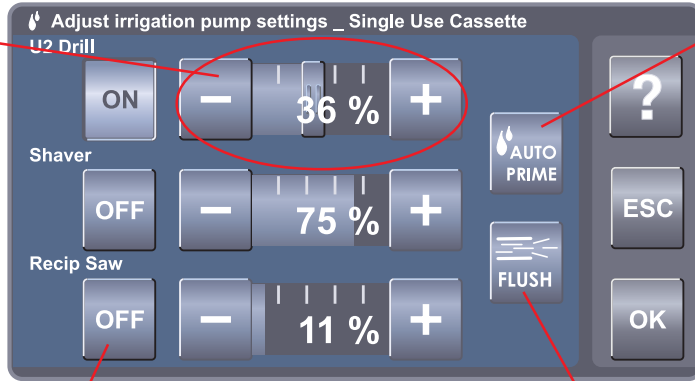 Adjust irrigation pump settings _ Single Use Cassette
U2 Drill
ON
−
36 %
+
Shaver
OFF
−
75 %
+
Recip Saw
OFF
−
11 %
+
AUTO
PRIME
FLUSH
?
ESC
OK